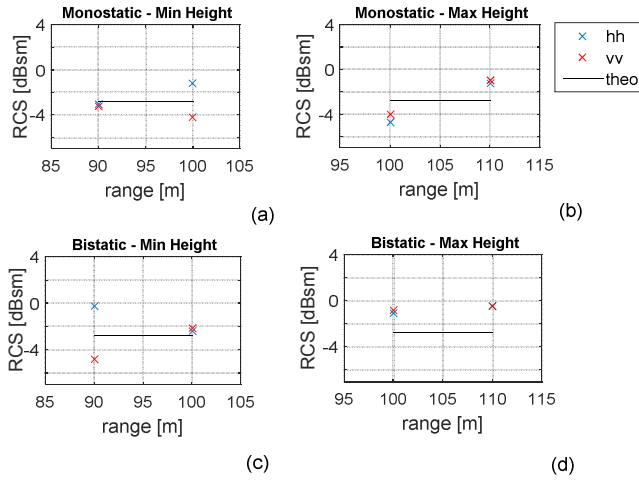 Monostatic - Min Height
4
0
-4
RCS [dBsm]
85 90 95 100 105
range [m]
(a)
Monostatic - Max Height
4
0
-4
RCS [dBsm]
95 100 105 110 115
range [m]
(b)
hh
vv
theo
Bistatic - Min Height
4
0
-4
RCS [dBsm]
85 90 95 100 105
range [m]
(c)
Bistatic - Max Height
4
0
-4
RCS [dBsm]
95 100 105 110 115
range [m]
(d)